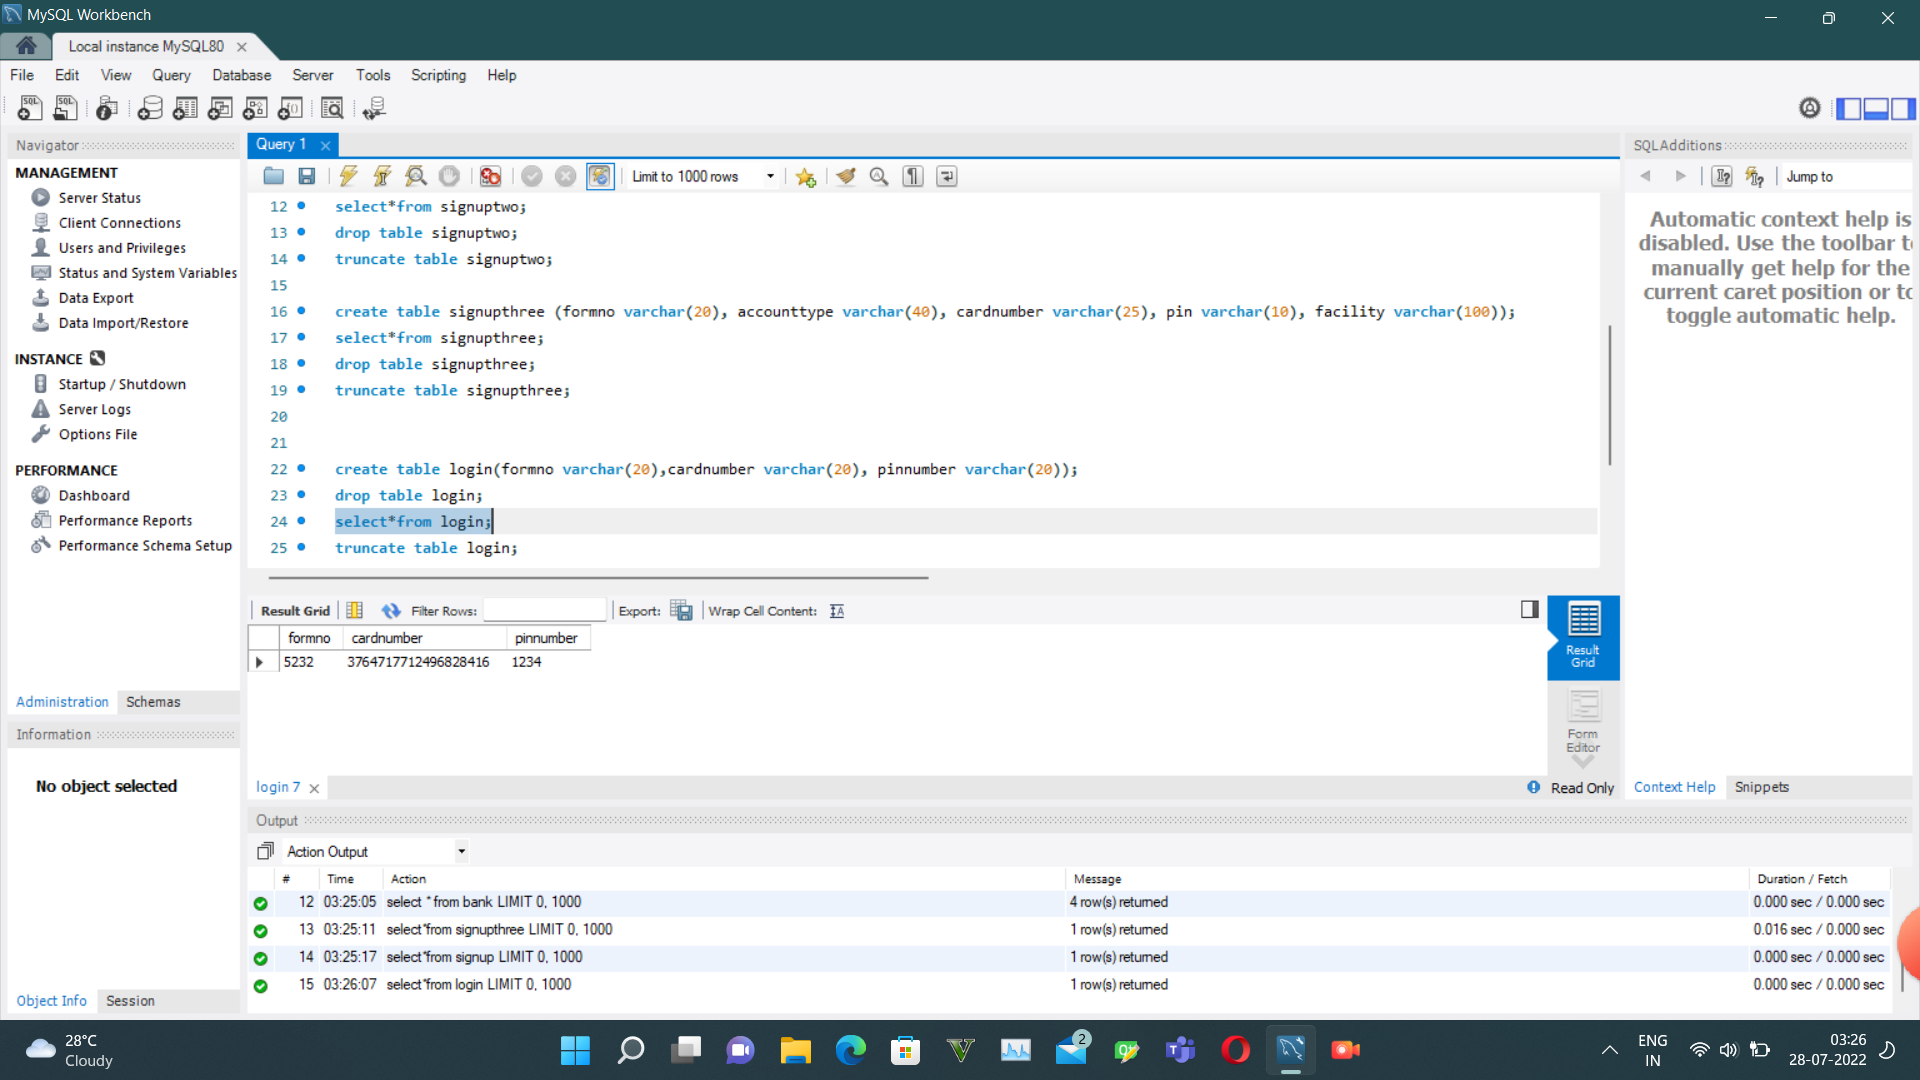 MySQL Workbench
Local instance MySQL80
File Edit View Query Database Server Tools Scripting Help
Navigator
MANAGEMENT
Server Status
Client Connections
Users and Privileges
Status and System Variables
Data Export
Data Import/Restore
INSTANCE
Startup / Shutdown
Server Logs
Options File
PERFORMANCE
Dashboard
Performance Reports
Performance Schema Setup
Administration Schemas
Information
No object selected
Object Info Session
Query 1
Limit to 1000 rows
12 select*from signuptwo;
13 drop table signuptwo;
14 truncate table signuptwo;
15
16 create table signupthree (formno varchar(20), accounttype varchar(40), cardnumber varchar(25), pin varchar(10), facility varchar(100));
17 select*from signupthree;
18 drop table signupthree;
19 truncate table signupthree;
20
21
22 create table login(formno varchar(20),cardnumber varchar(20), pinnumber varchar(20));
23 drop table login;
24 select*from login;
25 truncate table login;
Result Grid Filter Rows: Export: Wrap Cell Content:
formno cardnumber pinnumber
5232 3764717712496828416 1234
Result
Grid
Form
Editor
login 7
Read Only
SQLAdditions
Jump to
Automatic context help is
disabled. Use the toolbar to
manually get help for the
current caret position or to
toggle automatic help.
Context Help Snippets
Output
Action Output
# Time Action Message Duration / Fetch
12 03:25:05 select * from bank LIMIT 0, 1000 4 row(s) returned 0.000 sec / 0.000 sec
13 03:25:11 select*from signupthree LIMIT 0, 1000 1 row(s) returned 0.016 sec / 0.000 sec
14 03:25:17 select*from signup LIMIT 0, 1000 1 row(s) returned 0.000 sec / 0.000 sec
15 03:26:07 select*from login LIMIT 0, 1000 1 row(s) returned 0.000 sec / 0.000 sec
28°C
Cloudy
2
ENG
IN
03:26
28-07-2022